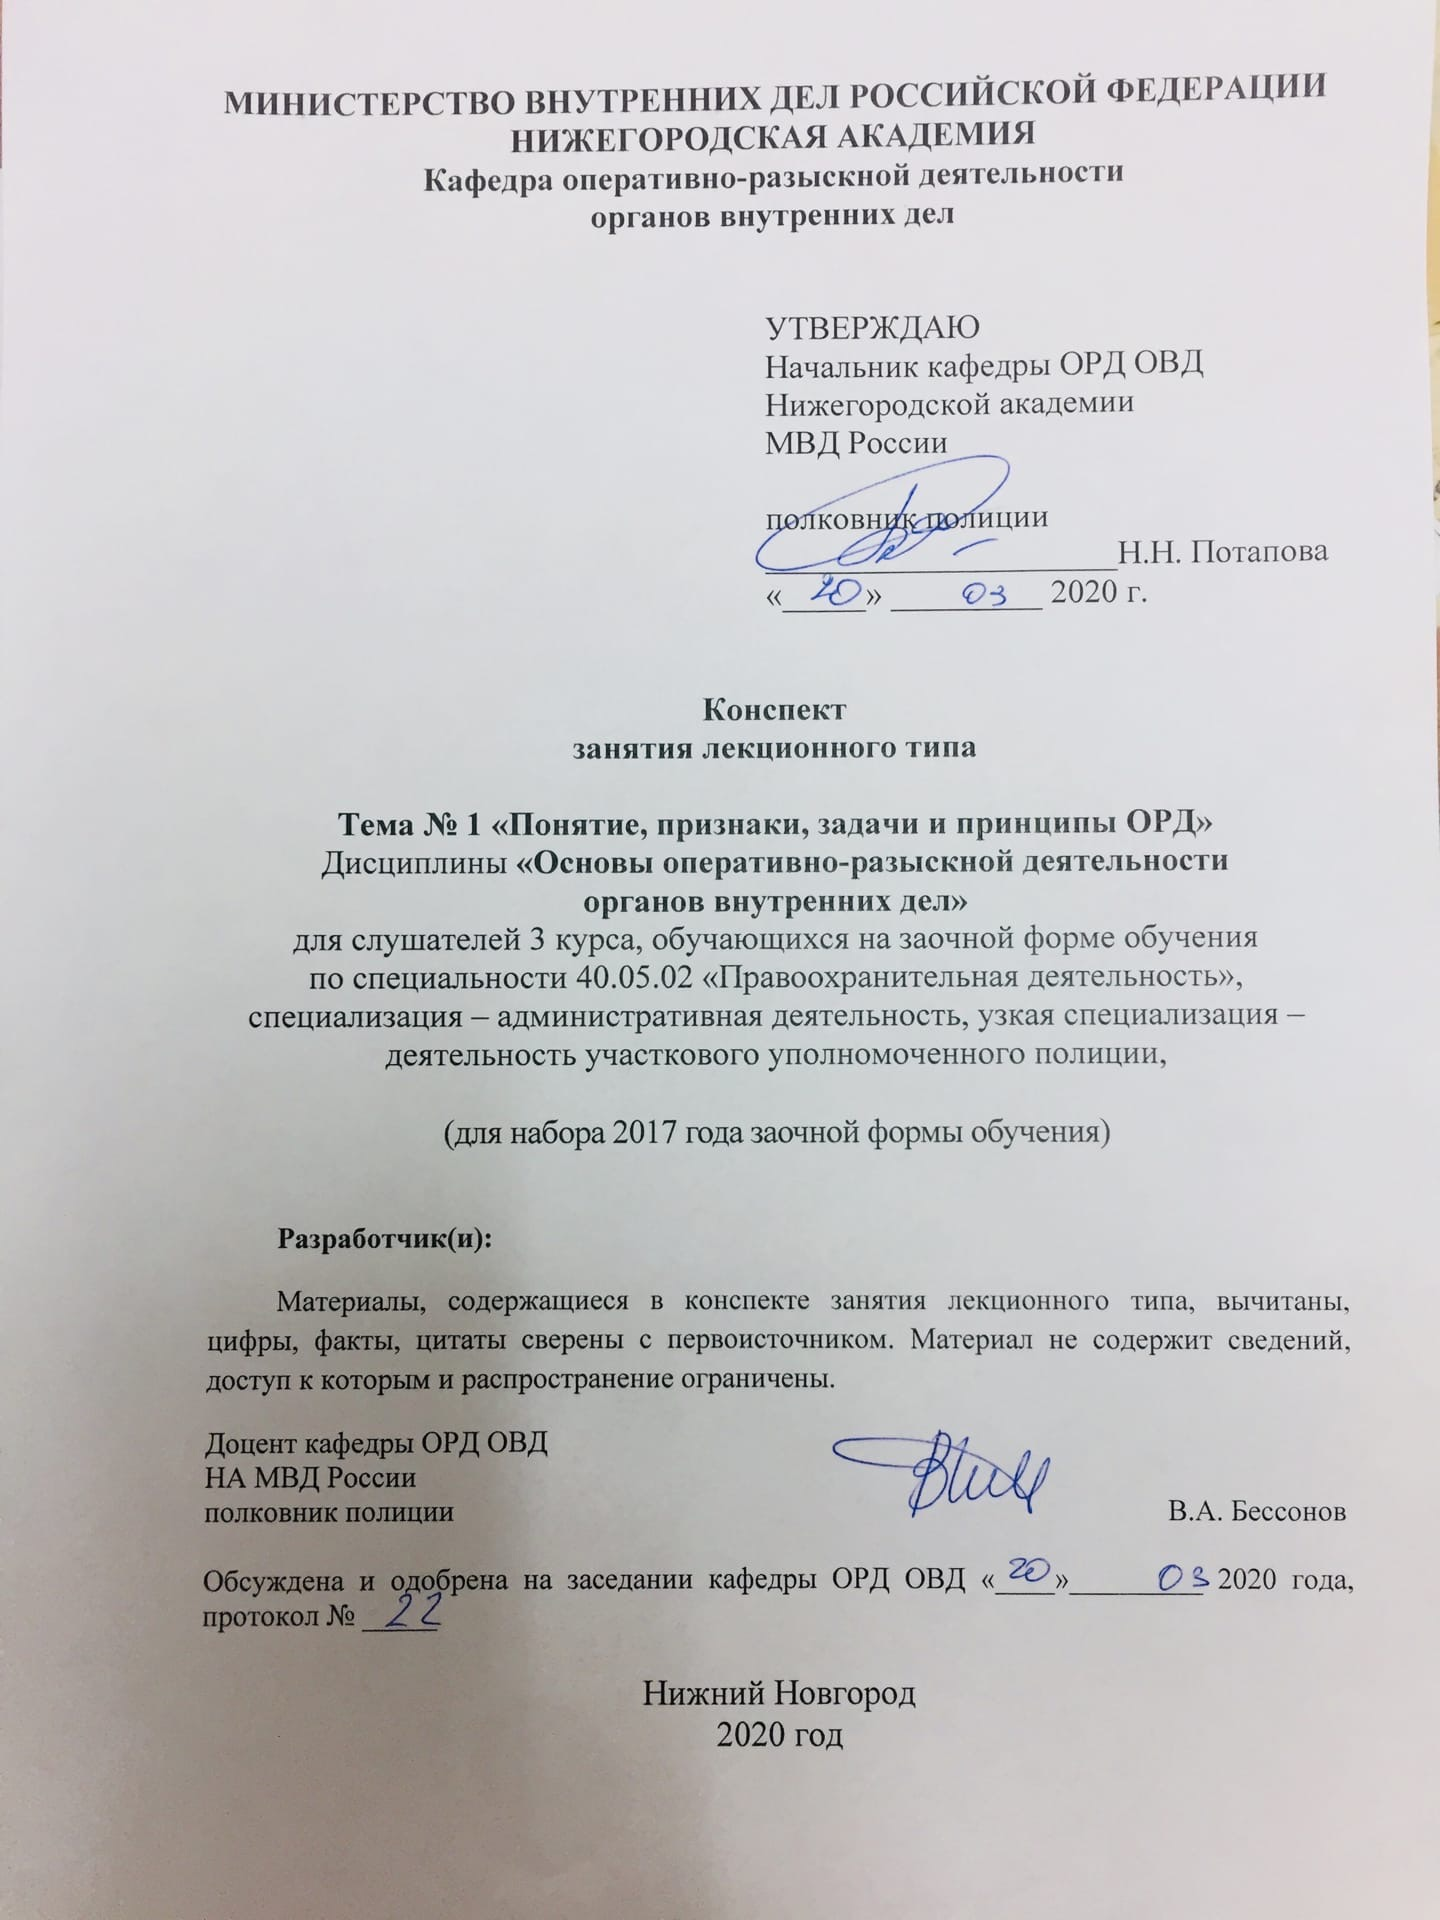 МИНИСТЕРСТВО ВНУТРЕННИХ ДЕЛ РОССИЙСКОЙ ФЕДЕРАЦИИ
НИЖЕГОРОДСКАЯ АКАДЕМИЯ
Кафедра оперативно-разыскной деятельности
органов внутренних дел
УТВЕРЖДАЮ
Начальник кафедры ОРД ОВД
Нижегородской академии
МВД России
полковник полиции
Н.Н. Потапова
«20» 03 2020 г.
Конспект
занятия лекционного типа
Тема № 1 «Понятие, признаки, задачи и принципы ОРД»
Дисциплины «Основы оперативно-разыскной деятельности
органов внутренних дел»
для слушателей 3 курса, обучающихся на заочной форме обучения
по специальности 40.05.02 «Правоохранительная деятельность»,
специализация – административная деятельность, узкая специализация –
деятельность участкового уполномоченного полиции,
(для набора 2017 года заочной формы обучения)
Разработчик(и):
Материалы, содержащиеся в конспекте занятия лекционного типа, вычитаны,
цифры, факты, цитаты сверены с первоисточником. Материал не содержит сведений,
доступ к которым и распространение ограничены.
Доцент кафедры ОРД ОВД
НА МВД России
полковник полиции В.А. Бессонов
Обсуждена и одобрена на заседании кафедры ОРД ОВД «20» 03 2020 года,
протокол № 22
Нижний Новгород
2020 год